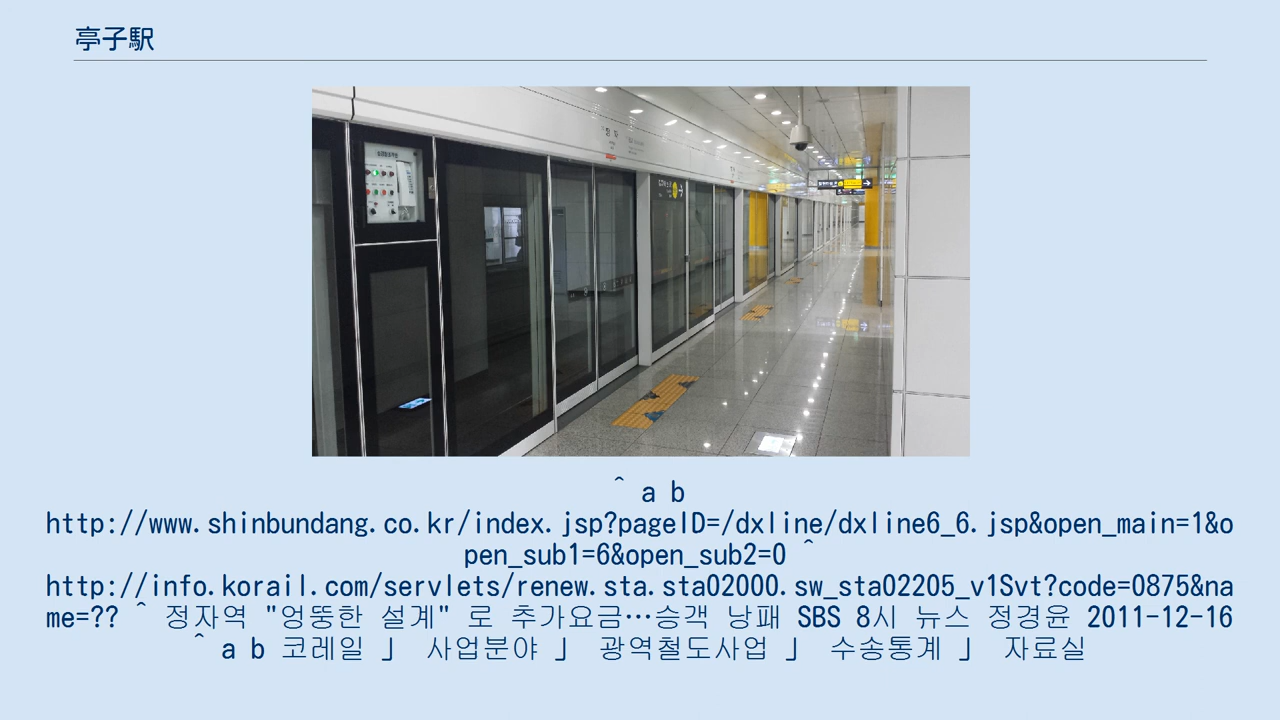 亭子駅
^ a b
http://www.shinbundang.co.kr/index.jsp?pageID=/dxline/dxline6_6.jsp&open_main=1&o
pen_sub1=6&open_sub2=0 ^
http://info.korail.com/servlets/renew.sta.sta02000.sw_sta02205_v1Svt?code=0875&na
me=?? ^ 정자역 "엉뚱한 설계" 로 추가요금…승객 낭패 SBS 8시 뉴스 정경윤 2011-12-16
^ a b 코레일 」 사업분야 」 광역철도사업 」 수송통계 」 자료실